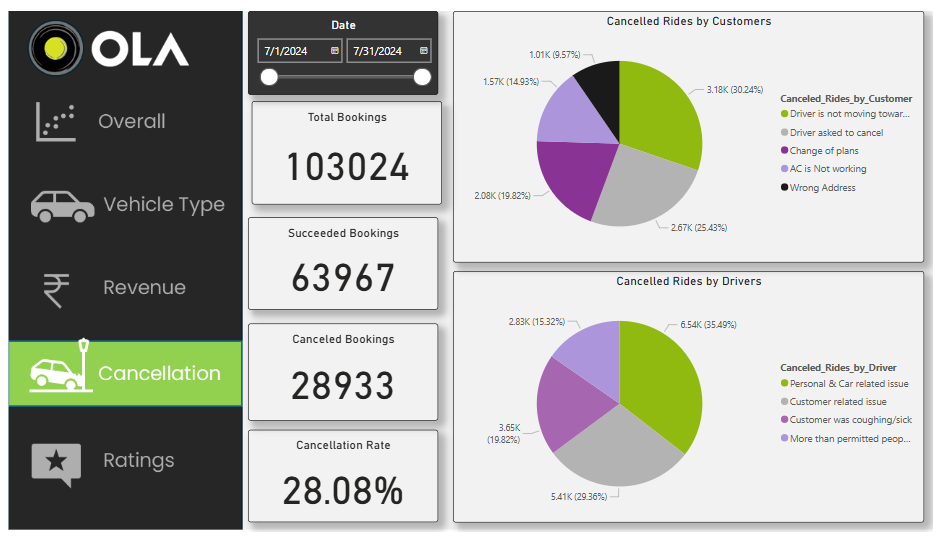 OLA
Overall
Vehicle Type
Revenue
Cancellation
Ratings
Date
7/1/2024
7/31/2024
Total Bookings
103024
Succeeded Bookings
63967
Canceled Bookings
28933
Cancellation Rate
28.08%
Cancelled Rides by Customers
1.01K (9.57%)
1.57K (14.93%)
3.18K (30.24%)
2.08K (19.82%)
2.67K (25.43%)
Canceled_Rides_by_Customer
Driver is not moving towar...
Driver asked to cancel
Change of plans
AC is Not working
Wrong Address
Cancelled Rides by Drivers
2.83K (15.32%)
6.54K (35.49%)
3.65K
(19.82%)
5.41K (29.36%)
Canceled_Rides_by_Driver
Personal & Car related issue
Customer related issue
Customer was coughing/sick
More than permitted peop...